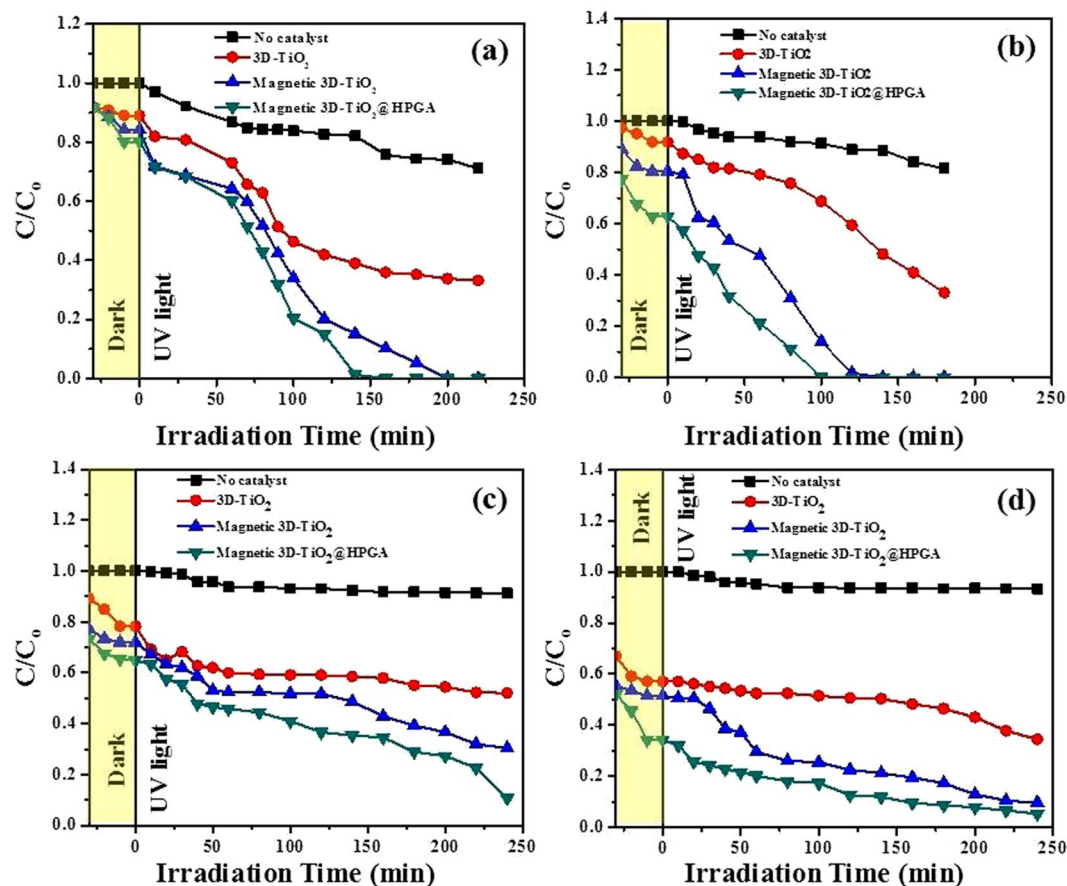 (a)
No catalyst
3D-TiO₂
Magnetic 3D-TiO₂
Magnetic 3D-TiO₂@HPGA
1.2
1.0
0.8
0.6
0.4
0.2
0.0
C/Cₒ
Dark
UV light
0 50 100 150 200 250
Irradiation Time (min)
(b)
No catalyst
3D-TiO2
Magnetic 3D-TiO2
Magnetic 3D-TiO2@HPGA
1.4
1.2
1.0
0.8
0.6
0.4
0.2
0.0
C/Cₒ
Dark
UV light
0 50 100 150 200 250
Irradiation Time (min)
(c)
No catalyst
3D-TiO₂
Magnetic 3D-TiO₂
Magnetic 3D-TiO₂@HPGA
1.4
1.2
1.0
0.8
0.6
0.4
0.2
0.0
C/Cₒ
Dark
UV light
0 50 100 150 200 250
Irradiation Time (min)
(d)
No catalyst
3D-TiO₂
Magnetic 3D-TiO₂
Magnetic 3D-TiO₂@HPGA
1.4
1.2
1.0
0.8
0.6
0.4
0.2
0.0
C/Cₒ
Dark
UV light
0 50 100 150 200 250
Irradiation Time (min)